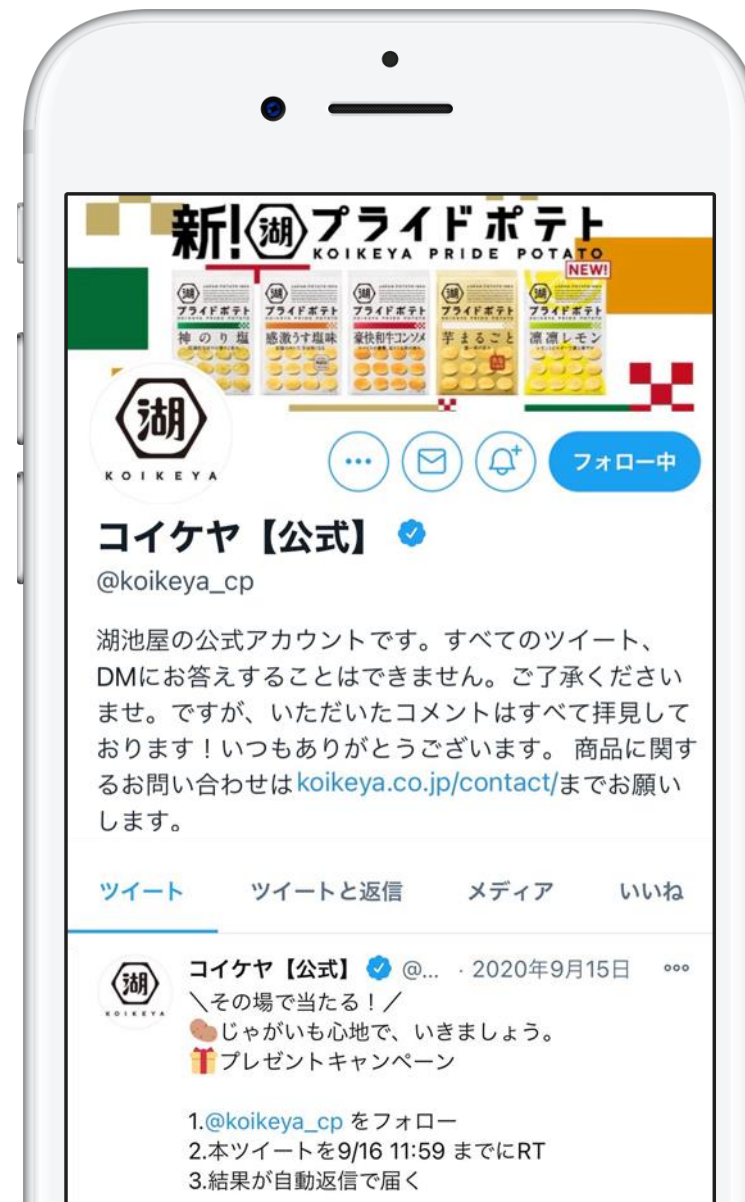 新!湖プライドポテト
KOIKEYA PRIDE POTATO
NEW!
湖 湖 湖 湖 湖
プライドポテト プライドポテト プライドポテト プライドポテト プライドポテト
神のり塩 感激うす塩味 豪快和牛コンソメ 芋まるごと 凛凛レモン
湖
KOIKEYA
フォロー中
コイケヤ【公式】
@koikeya_cp
湖池屋の公式アカウントです。すべてのツイート、
DMにお答えすることはできません。ご了承ください
ませ。ですが、いただいたコメントはすべて拝見して
おります！いつもありがとうございます。 商品に関す
るお問い合わせはkoikeya.co.jp/contact/までお願い
します。
ツイート ツイートと返信 メディア いいね
湖
KOIKEYA
コイケヤ【公式】 @... · 2020年9月15日
＼その場で当たる！／
🥔じゃがいも心地で、いきましょう。
🎁プレゼントキャンペーン
1.@koikeya_cp をフォロー
2.本ツイートを9/16 11:59 までにRT
3.結果が自動返信で届く